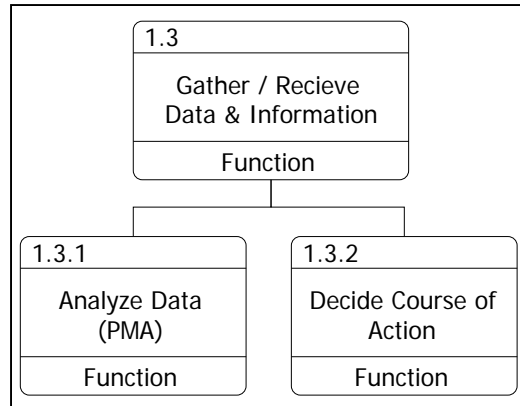 1.3
Gather / Recieve
Data & Information
Function
1.3.1
Analyze Data
(PMA)
Function
1.3.2
Decide Course of
Action
Function